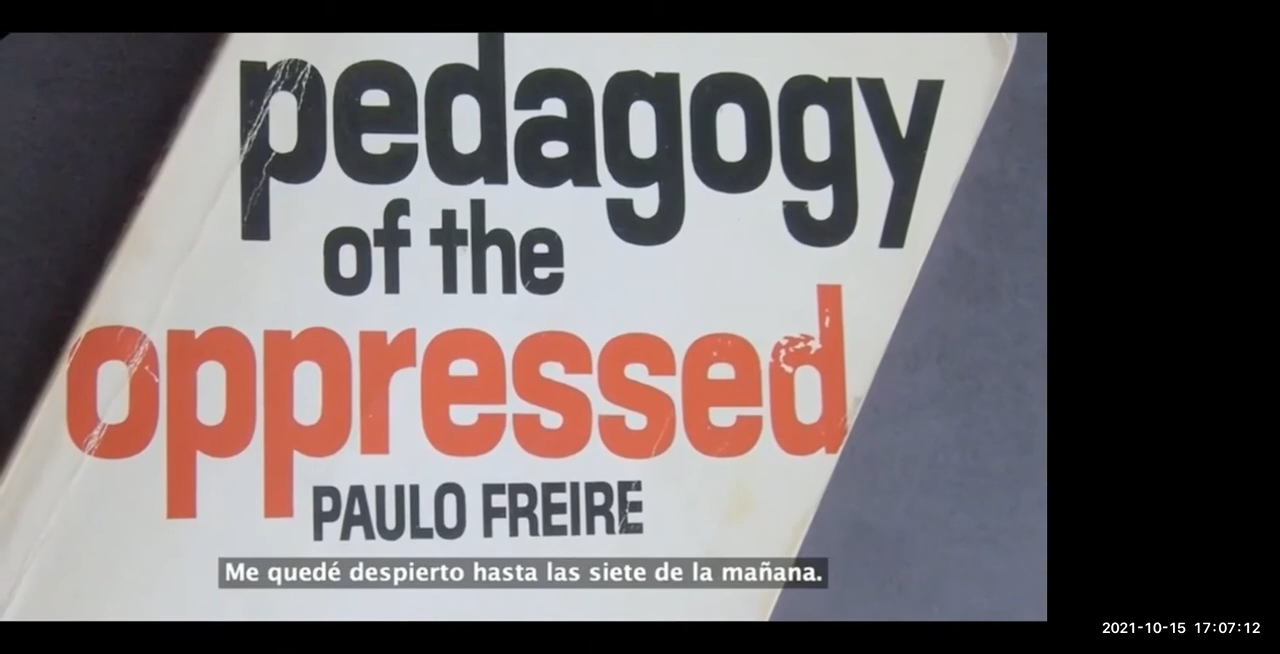 pedagogy
of the
oppressed
PAULO FREIRE
Me quedé despierto hasta las siete de la mañana.
2021-10-15 17:07:12